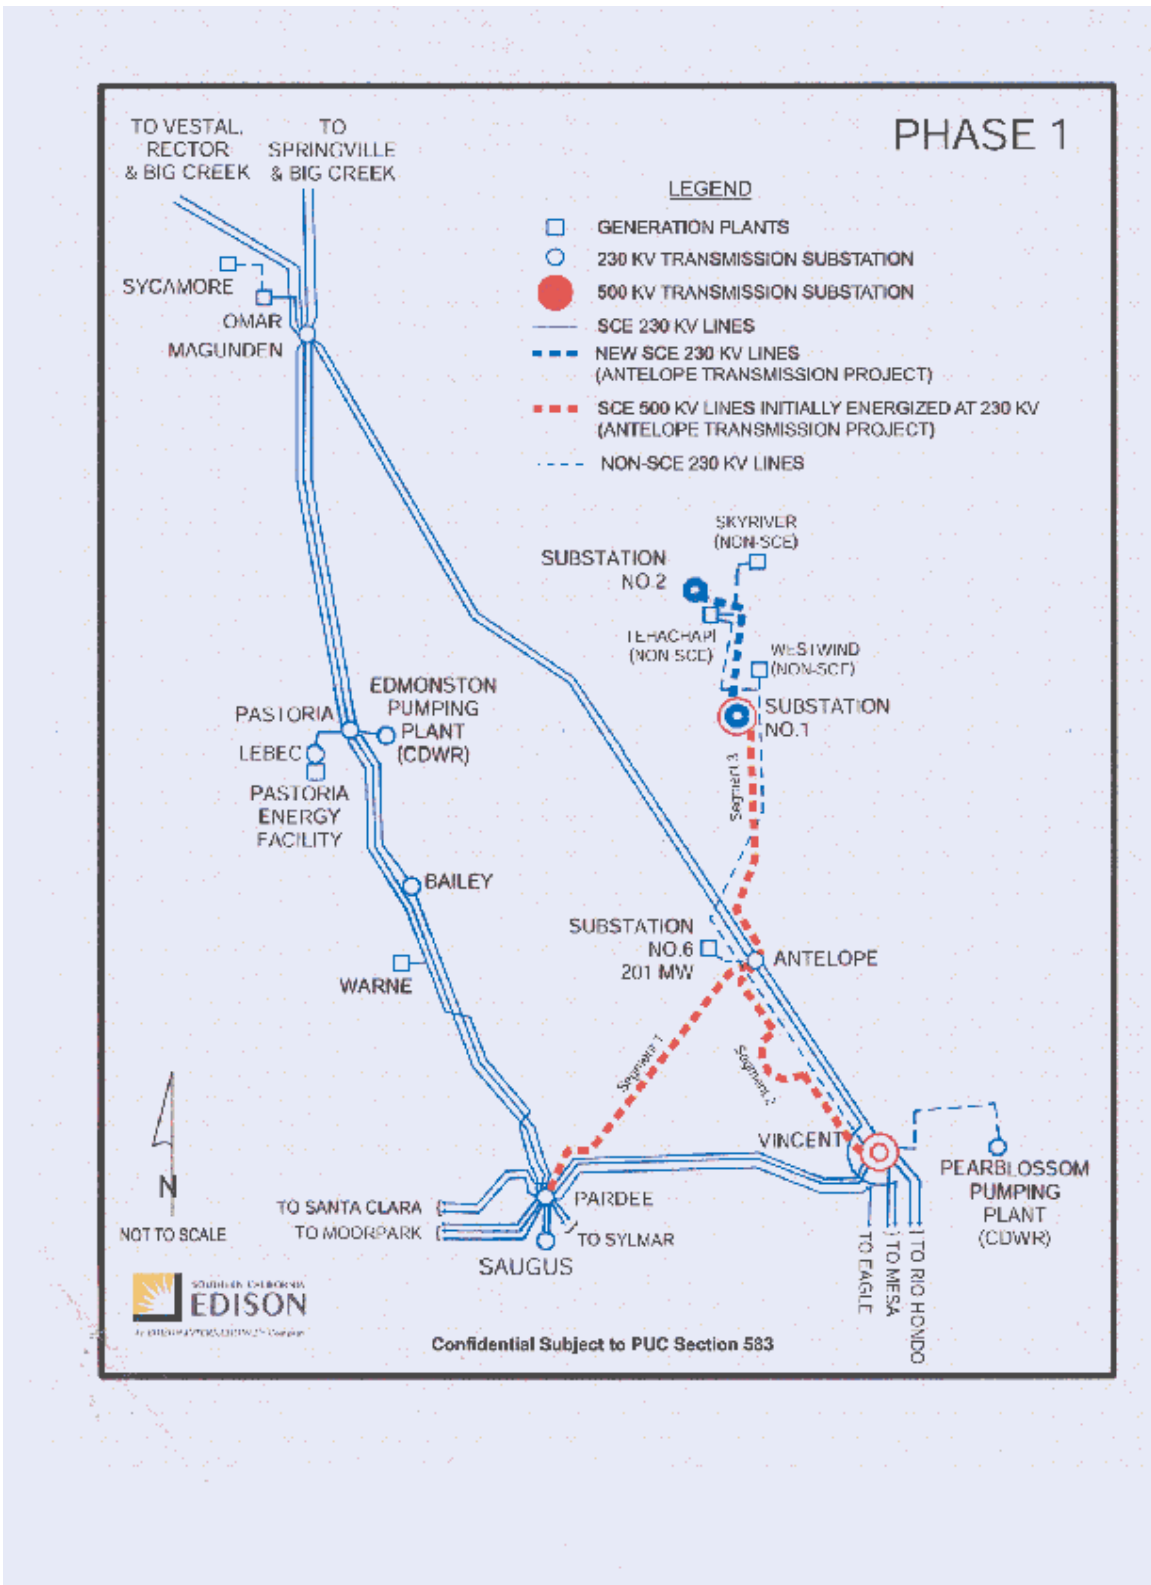 PHASE 1
TO VESTAL,
RECTOR
& BIG CREEK
TO
SPRINGVILLE
& BIG CREEK
LEGEND
GENERATION PLANTS
230 KV TRANSMISSION SUBSTATION
500 KV TRANSMISSION SUBSTATION
SCE 230 KV LINES
NEW SCE 230 KV LINES
(ANTELOPE TRANSMISSION PROJECT)
SCE 500 KV LINES INITIALLY ENERGIZED AT 230 KV
(ANTELOPE TRANSMISSION PROJECT)
NON-SCE 230 KV LINES
SYCAMORE
OMAR
MAGUNDEN
SKYRIVER
(NON-SCE)
SUBSTATION
NO.2
TEHACHAPI
(NON-SCE)
WESTWIND
(NON-SCE)
SUBSTATION
NO.1
EDMONSTON
PUMPING
PLANT
(CDWR)
PASTORIA
LEBEC
PASTORIA
ENERGY
FACILITY
Segment 3
BAILEY
SUBSTATION
NO.6
201 MW
ANTELOPE
WARNE
Segment 1
Segment 2
VINCENT
PEARBLOSSOM
PUMPING
PLANT
(CDWR)
N
NOT TO SCALE
TO SANTA CLARA
TO MOORPARK
PARDEE
TO SYLMAR
SAUGUS
TO EAGLE
TO MESA
TO RIO HONDO
SOUTHERN CALIFORNIA
EDISON
An EDISON INTERNATIONAL Company
Confidential Subject to PUC Section 583